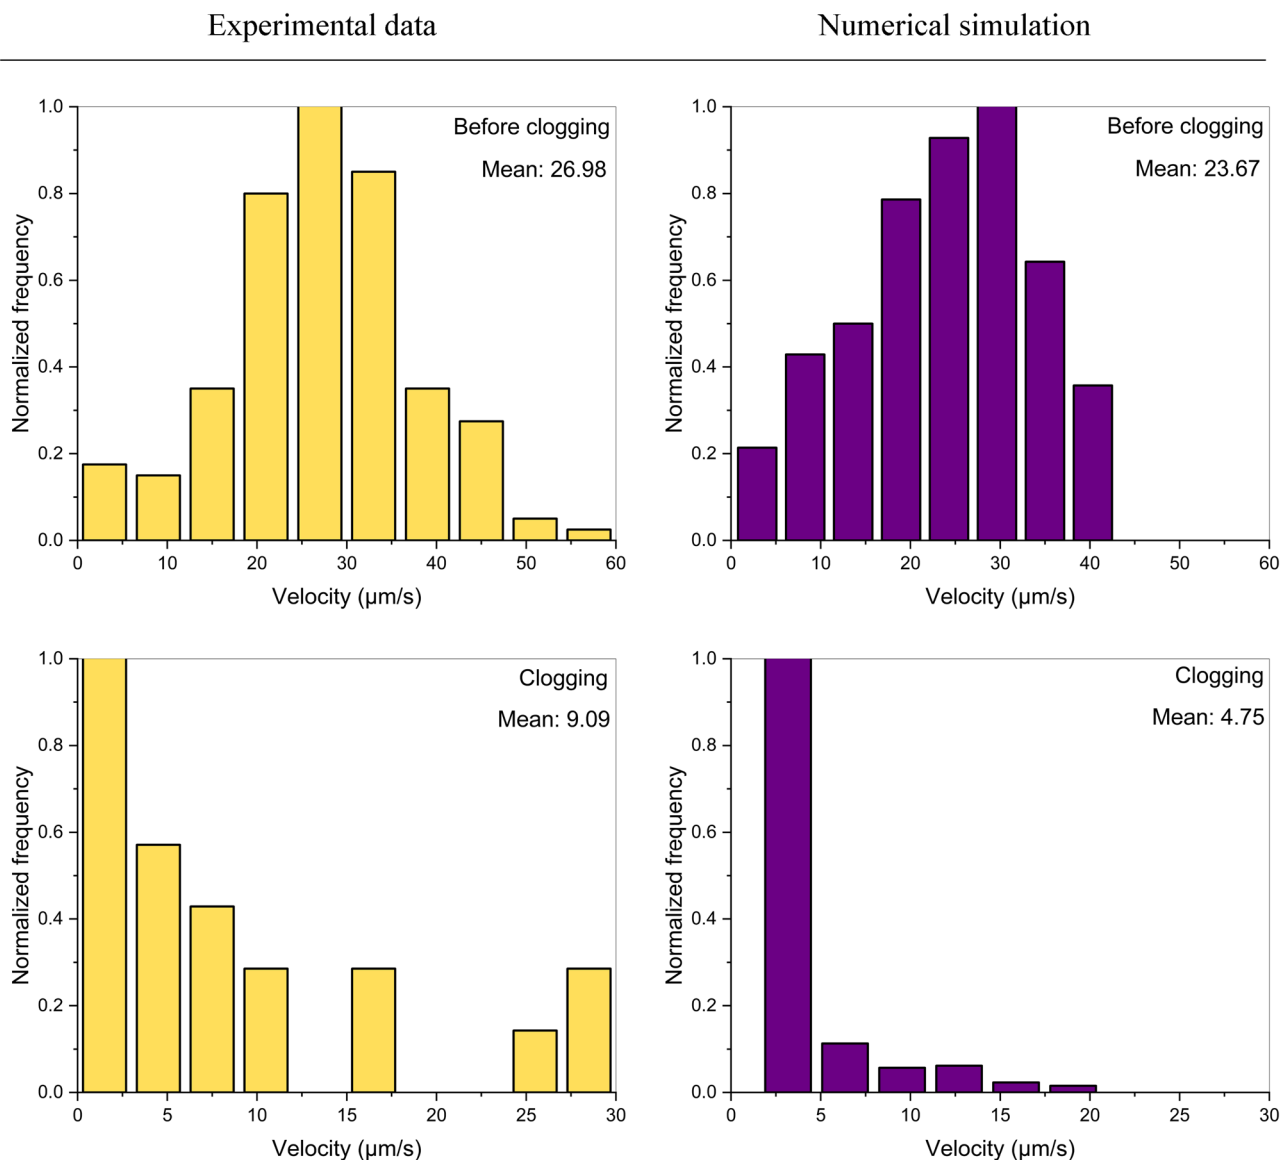 Experimental data
Numerical simulation
1.0
0.8
0.6
0.4
0.2
0.0
Normalized frequency
Before clogging
Mean: 26.98
0 10 20 30 40 50 60
Velocity (µm/s)
1.0
0.8
0.6
0.4
0.2
0.0
Normalized frequency
Before clogging
Mean: 23.67
0 10 20 30 40 50 60
Velocity (µm/s)
1.0
0.8
0.6
0.4
0.2
0.0
Normalized frequency
Clogging
Mean: 9.09
0 5 10 15 20 25 30
Velocity (µm/s)
1.0
0.8
0.6
0.4
0.2
0.0
Normalized frequency
Clogging
Mean: 4.75
0 5 10 15 20 25 30
Velocity (µm/s)